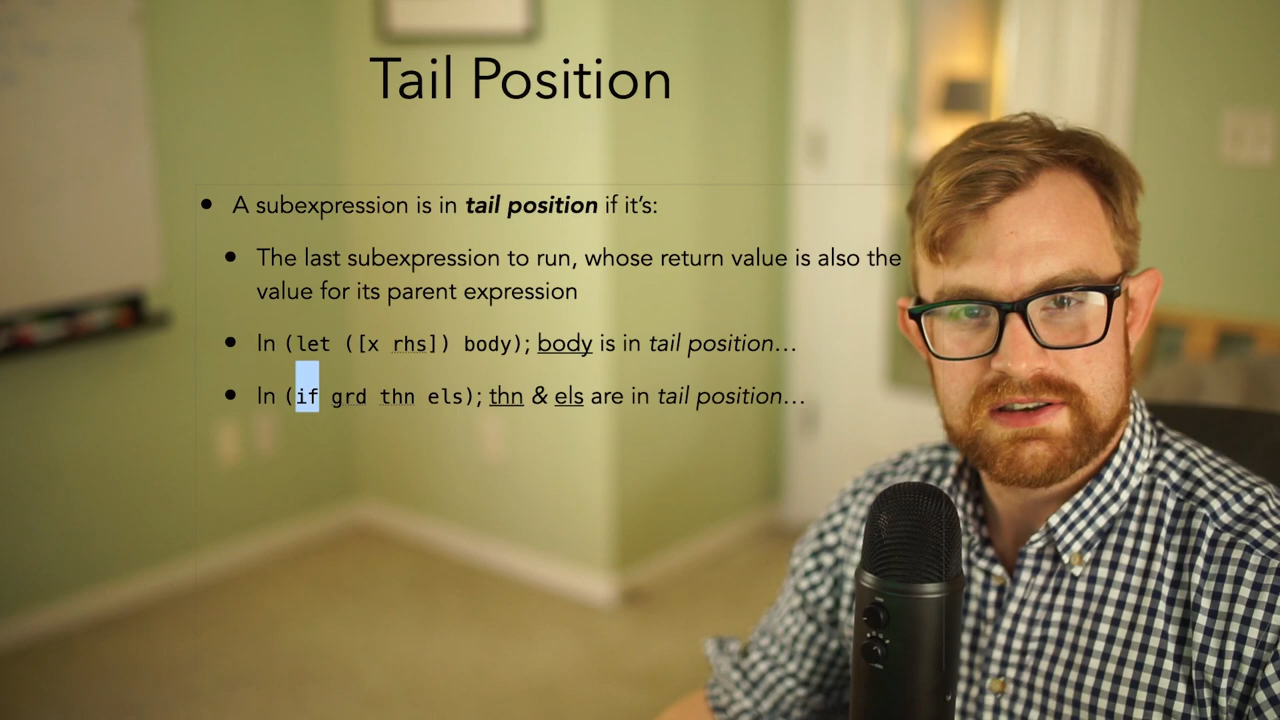 Tail Position
A subexpression is in tail position if it's:
The last subexpression to run, whose return value is also the
value for its parent expression
In (let ([x rhs]) body); body is in tail position…
In (if grd thn els); thn & els are in tail position…